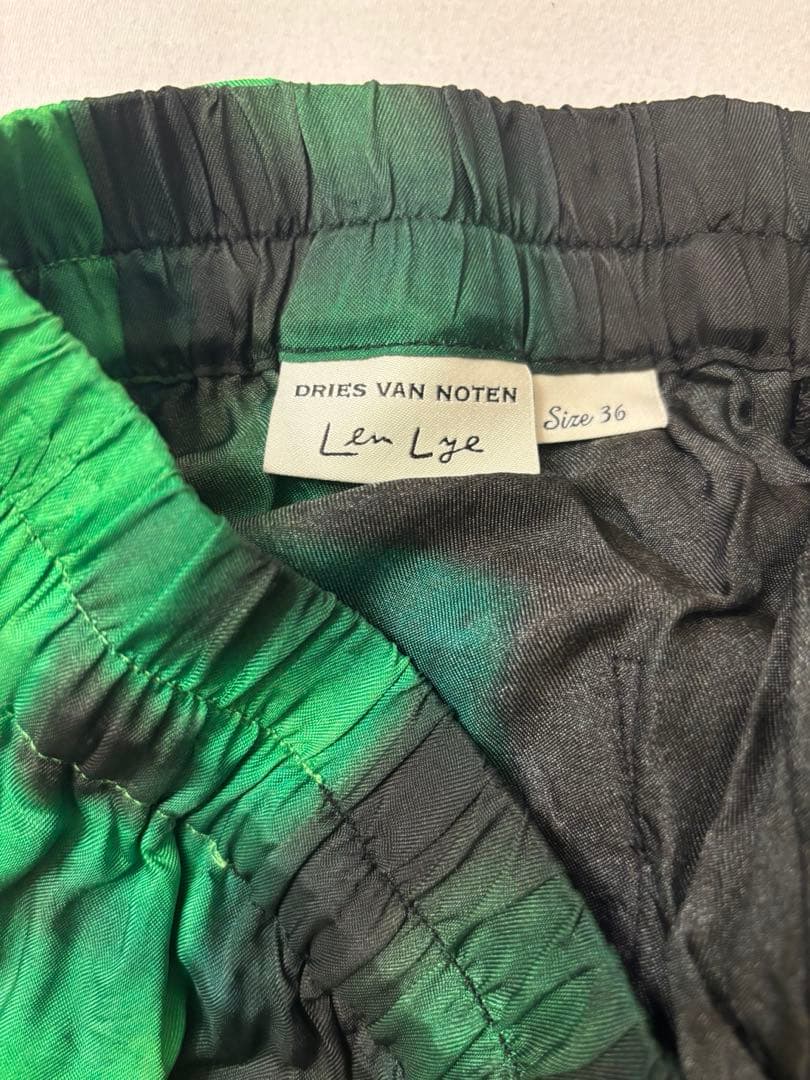 DRIES VAN NOTEN
Len Lye
Size 36